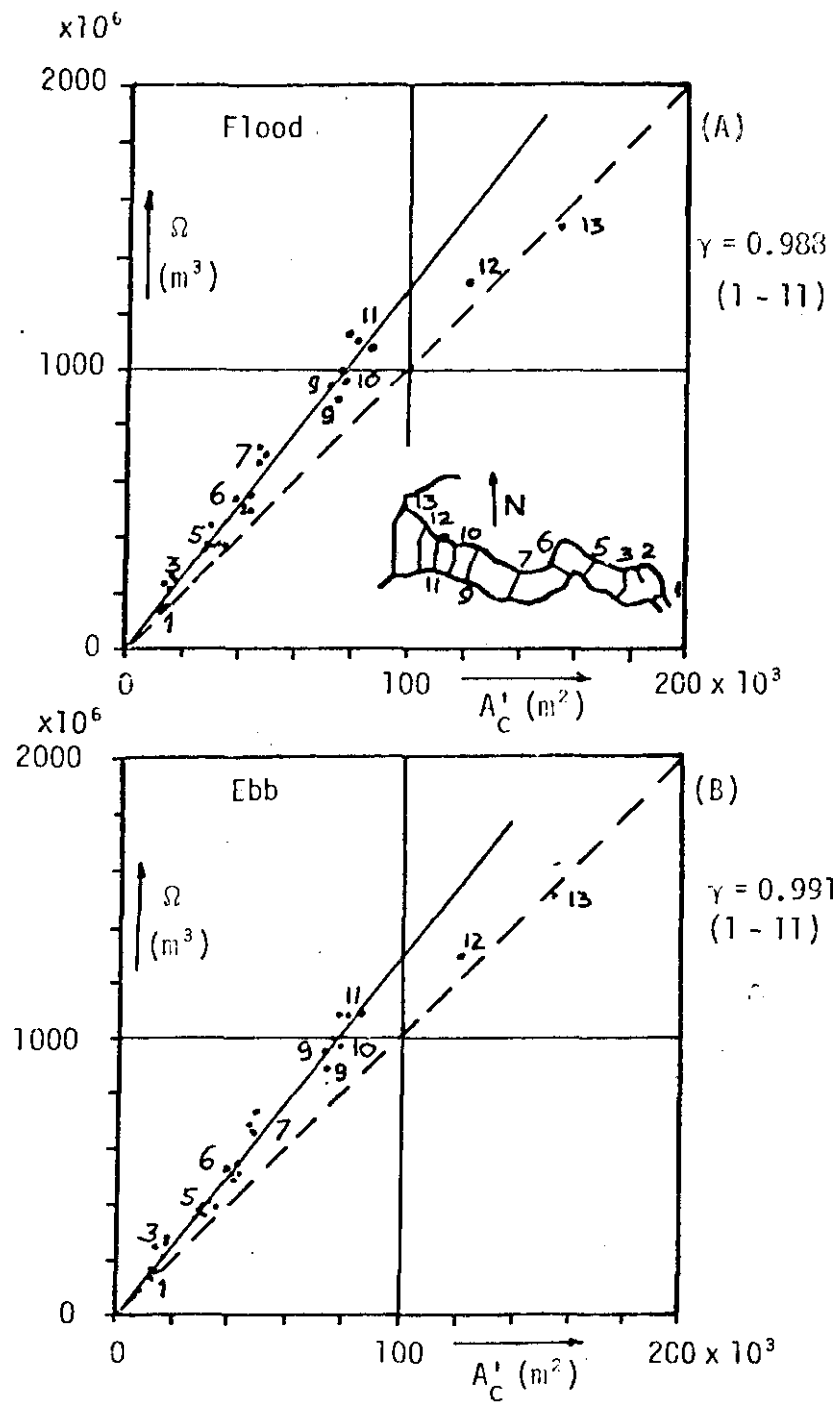 x10⁶
2000
Flood
(A)
Ω
(m³)
13
γ = 0.988
(1 - 11)
12
11
1000
9
10
9
7
6
5
3
1
0
N
13
12
10
11
9
7
6
5
3
2
1
0
100
200 x 10³
A'c (m²)
x10⁶
2000
Ebb
(B)
Ω
(m³)
γ = 0.991
(1 - 11)
13
12
11
1000
9
10
9
7
6
5
3
1
0
0
100
200 x 10³
A'c (m²)